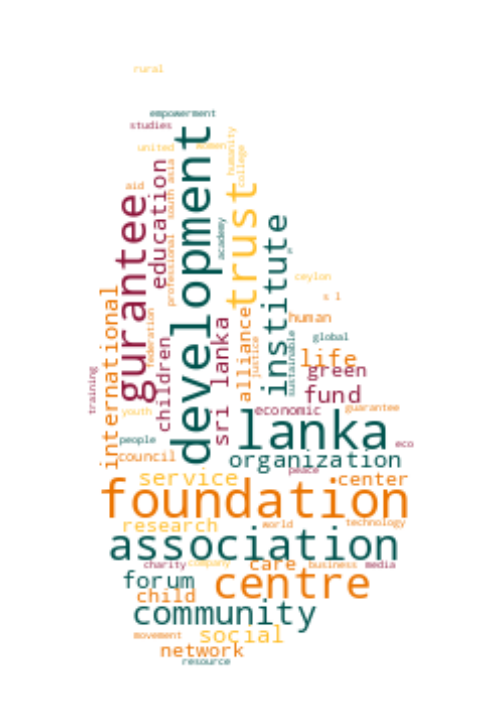 rural
empowerment
studies
united
women
humanity
college
development
education
south asia
aid
gurantee
trust
institute
academy
professional
federation
international
ceylon
s l
human
global
alliance
justice
sustainable
sri lanka
children
life
green
fund
training
youth
economic
guarantee
lanka
people
eco
council
organization
peace
service
center
foundation
research
world
technology
association
charity
company
care
business
media
forum
child
centre
community
movement
social
network
resource